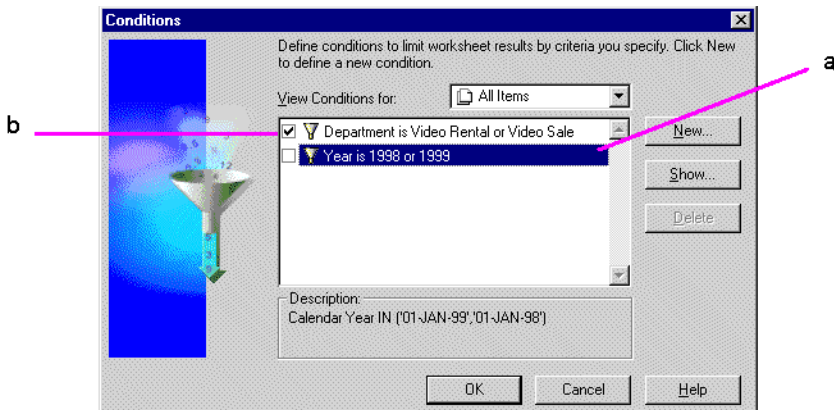 Conditions
Define conditions to limit worksheet results by criteria you specify. Click New
to define a new condition.
a
View Conditions for:
All Items
b
Department is Video Rental or Video Sale
New...
Year is 1998 or 1999
Show...
Delete
Description:
Calendar Year IN ('01-JAN-99','01-JAN-98')
OK
Cancel
Help